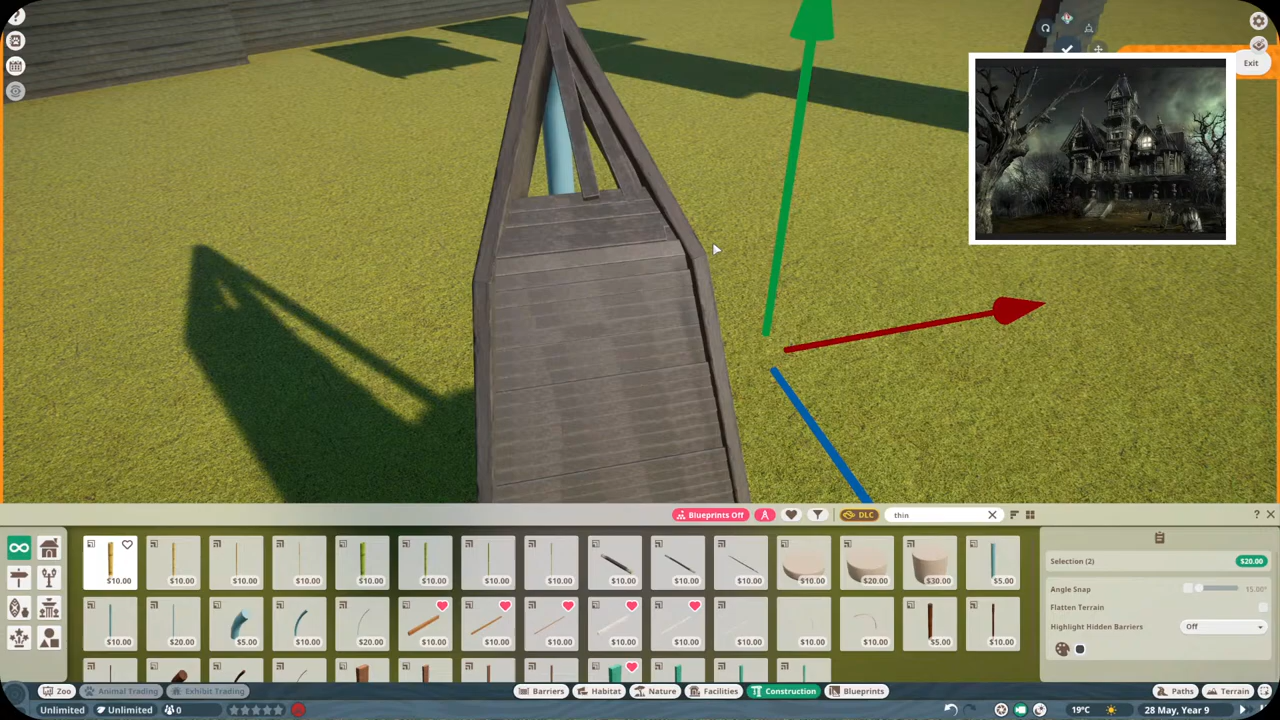 Exit
Blueprints Off
DLC
thin
$10.00 $10.00 $10.00 $10.00 $10.00 $10.00 $10.00 $10.00 $10.00 $10.00 $10.00 $10.00 $20.00 $30.00 $5.00
$10.00 $20.00 $5.00 $10.00 $20.00 $10.00 $10.00 $10.00 $10.00 $10.00 $10.00 $10.00 $10.00 $5.00 $10.00
Selection (2) $20.00
Angle Snap 15.00°
Flatten Terrain
Highlight Hidden Barriers Off
Zoo Animal Trading Exhibit Trading Barriers Habitat Nature Facilities Construction Blueprints Paths Terrain
Unlimited Unlimited 0 19°C 28 May, Year 9